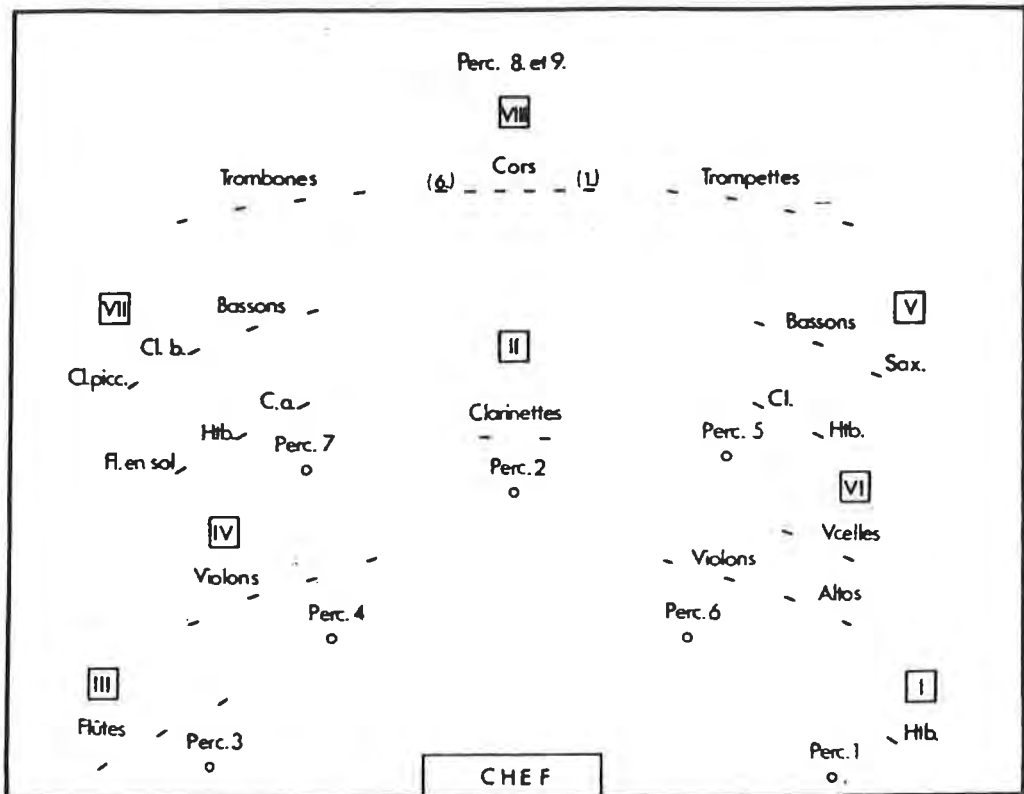 Perc. 8. et 9.
VIII
Trombones (6) Cors (1) Trompettes
VII Bassons II Bassons V
Cl. b. Sax.
Cl.picc. C.a. Clarinettes Cl.
Htb. Perc. 7 Perc. 2 Perc. 5 Htb.
Fl. en sol
VI
IV Vcelles
Violons Violons
Perc. 4 Perc. 6 Altos
III I
Flûtes Perc. 3 Perc. 1 Htb.
CHEF